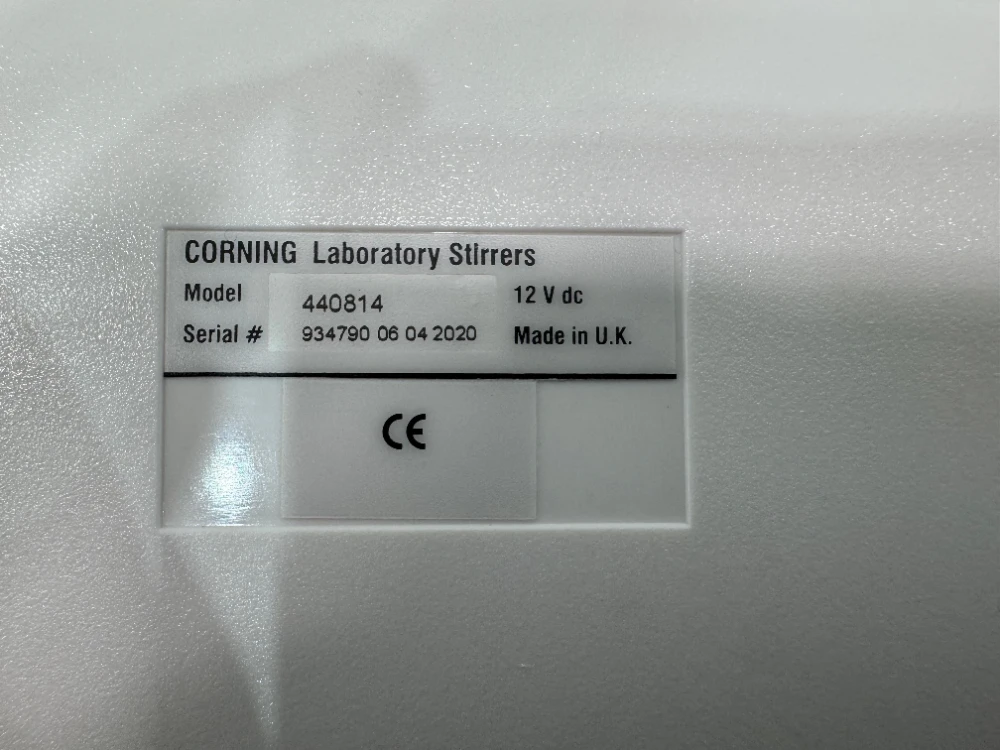 CORNING Laboratory Stirrers
Model 440814 12 V dc
Serial # 934790 06 04 2020 Made in U.K.
CE